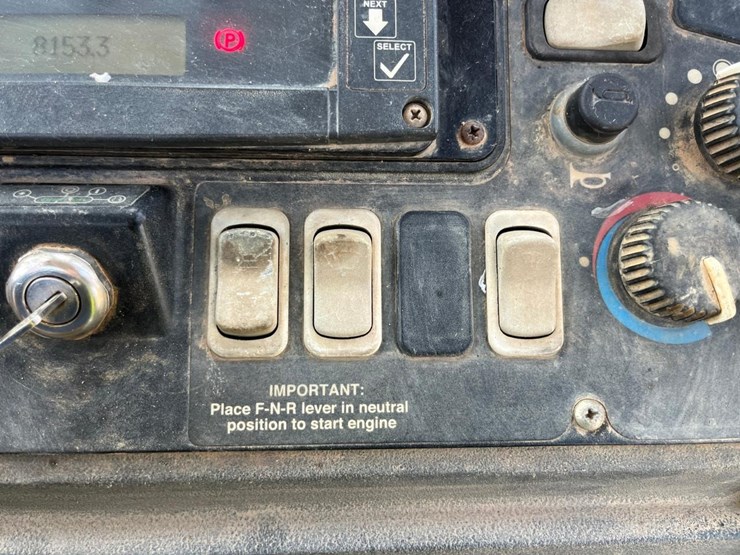 NEXT
8153.3
P
SELECT
IMPORTANT:
Place F-N-R lever in neutral
position to start engine